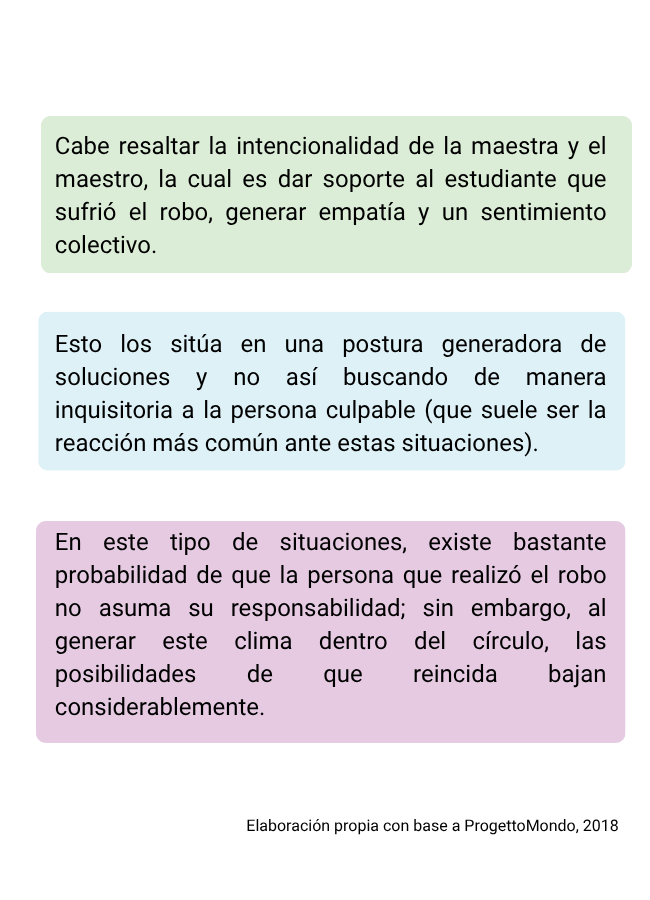 Cabe resaltar la intencionalidad de la maestra y el
maestro, la cual es dar soporte al estudiante que
sufrió el robo, generar empatía y un sentimiento
colectivo.
Esto los sitúa en una postura generadora de
soluciones y no así buscando de manera
inquisitoria a la persona culpable (que suele ser la
reacción más común ante estas situaciones).
En este tipo de situaciones, existe bastante
probabilidad de que la persona que realizó el robo
no asuma su responsabilidad; sin embargo, al
generar este clima dentro del círculo, las
posibilidades de que reincida bajan
considerablemente.
Elaboración propia con base a ProgettoMondo, 2018